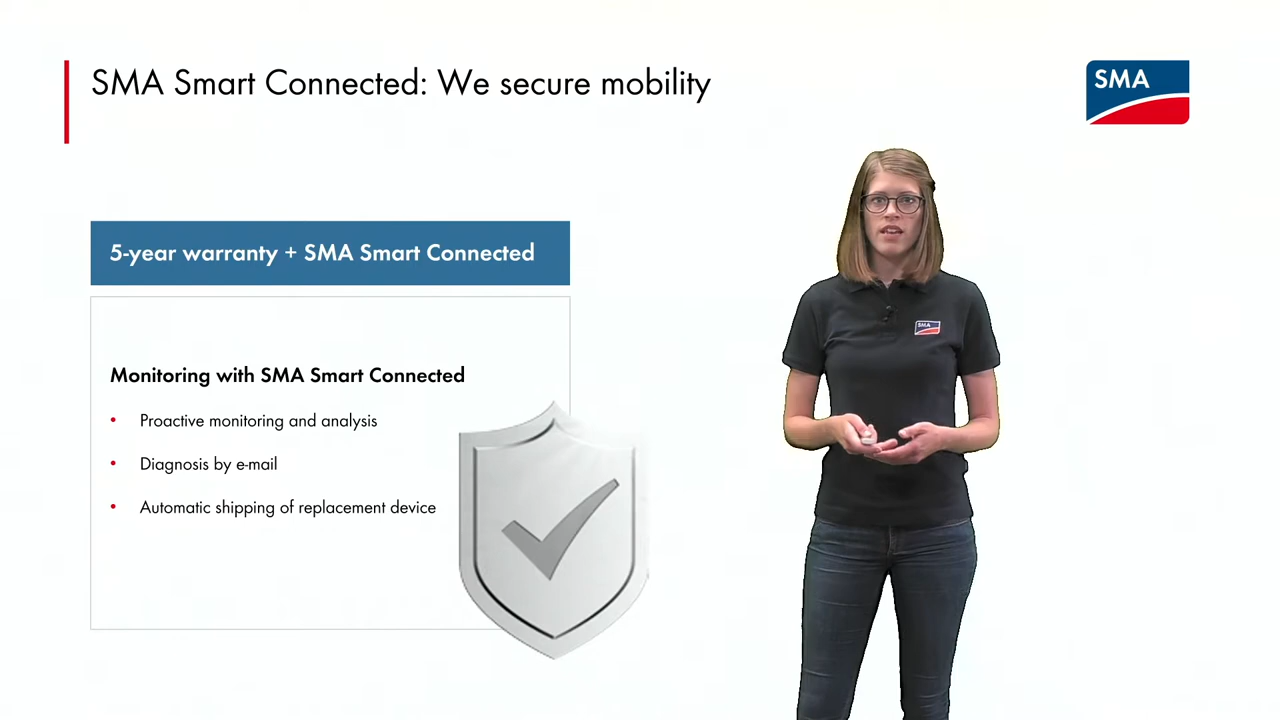 SMA Smart Connected: We secure mobility
SMA
5-year warranty + SMA Smart Connected
SMA
Monitoring with SMA Smart Connected
• Proactive monitoring and analysis
• Diagnosis by e-mail
• Automatic shipping of replacement device